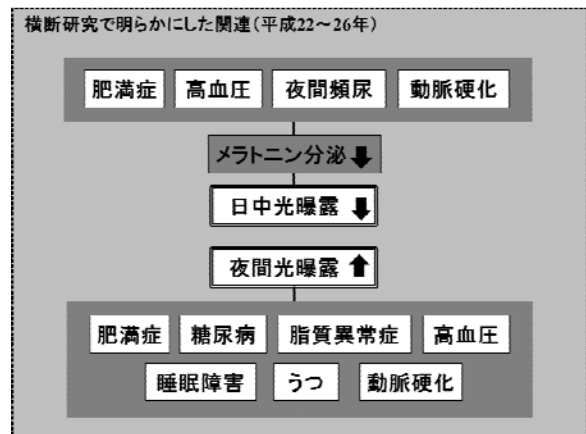 横断研究で明らかにした関連(平成22～26年)
肥満症 高血圧 夜間頻尿 動脈硬化
メラトニン分泌⬇
日中光曝露⬇
夜間光曝露⬆
肥満症 糖尿病 脂質異常症 高血圧
睡眠障害 うつ 動脈硬化